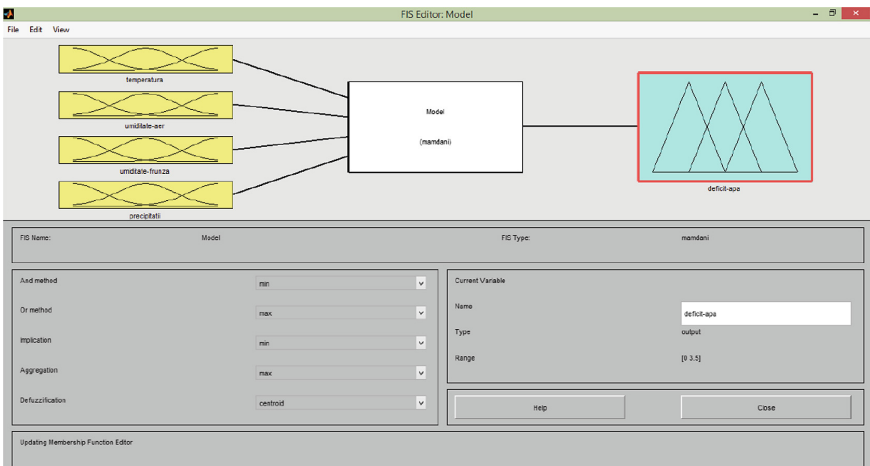 FIS Editor: Model
File Edit View
temperatura
umiditate-aer
umditate-frunza
precipitatii
Model
(mamdani)
deficit-apa
FIS Name: Model FIS Type: mamdani
And method min
Or method max
Implication min
Aggregation max
Defuzzification centroid
Current Variable
Name deficit-apa
Type output
Range [0 3.5]
Help Close
Updating Membership Function Editor